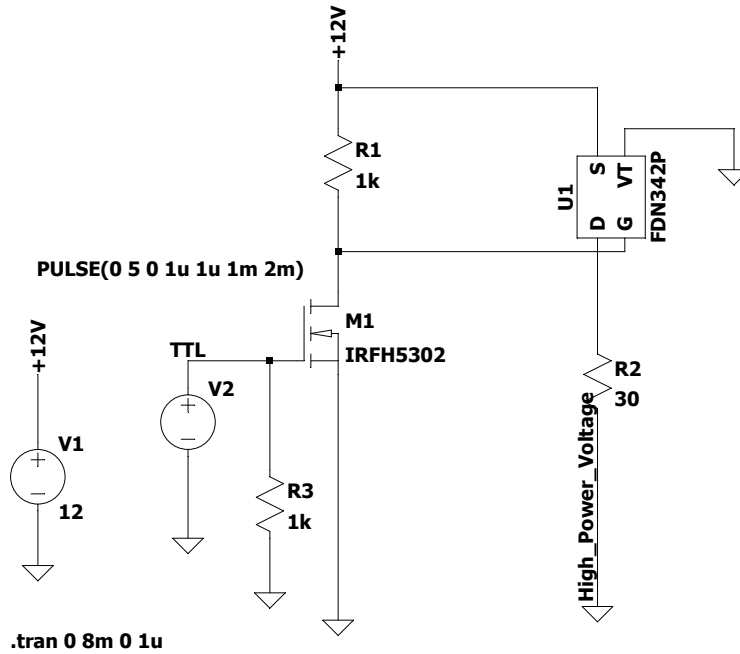 +12V
R1
1k
U1
S
VT
D
G
FDN342P
PULSE(0 5 0 1u 1u 1m 2m)
M1
IRFH5302
TTL
+12V
V2
R2
30
V1
12
R3
1k
High_Power_Voltage
.tran 0 8m 0 1u